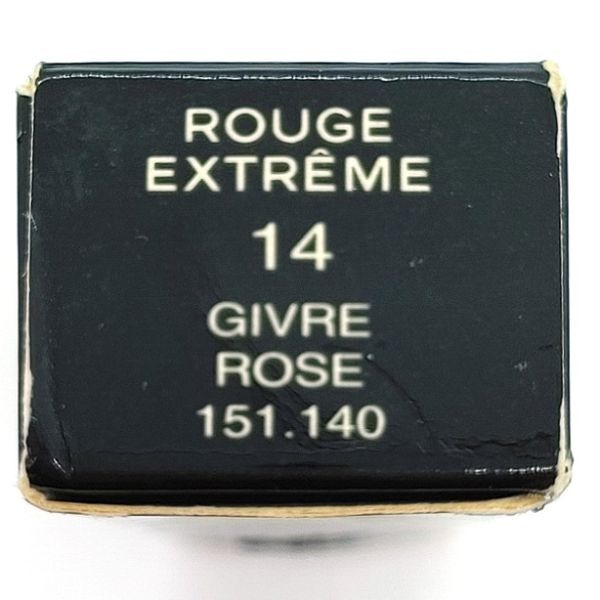 ROUGE
EXTRÊME
14
GIVRE
ROSE
151.140